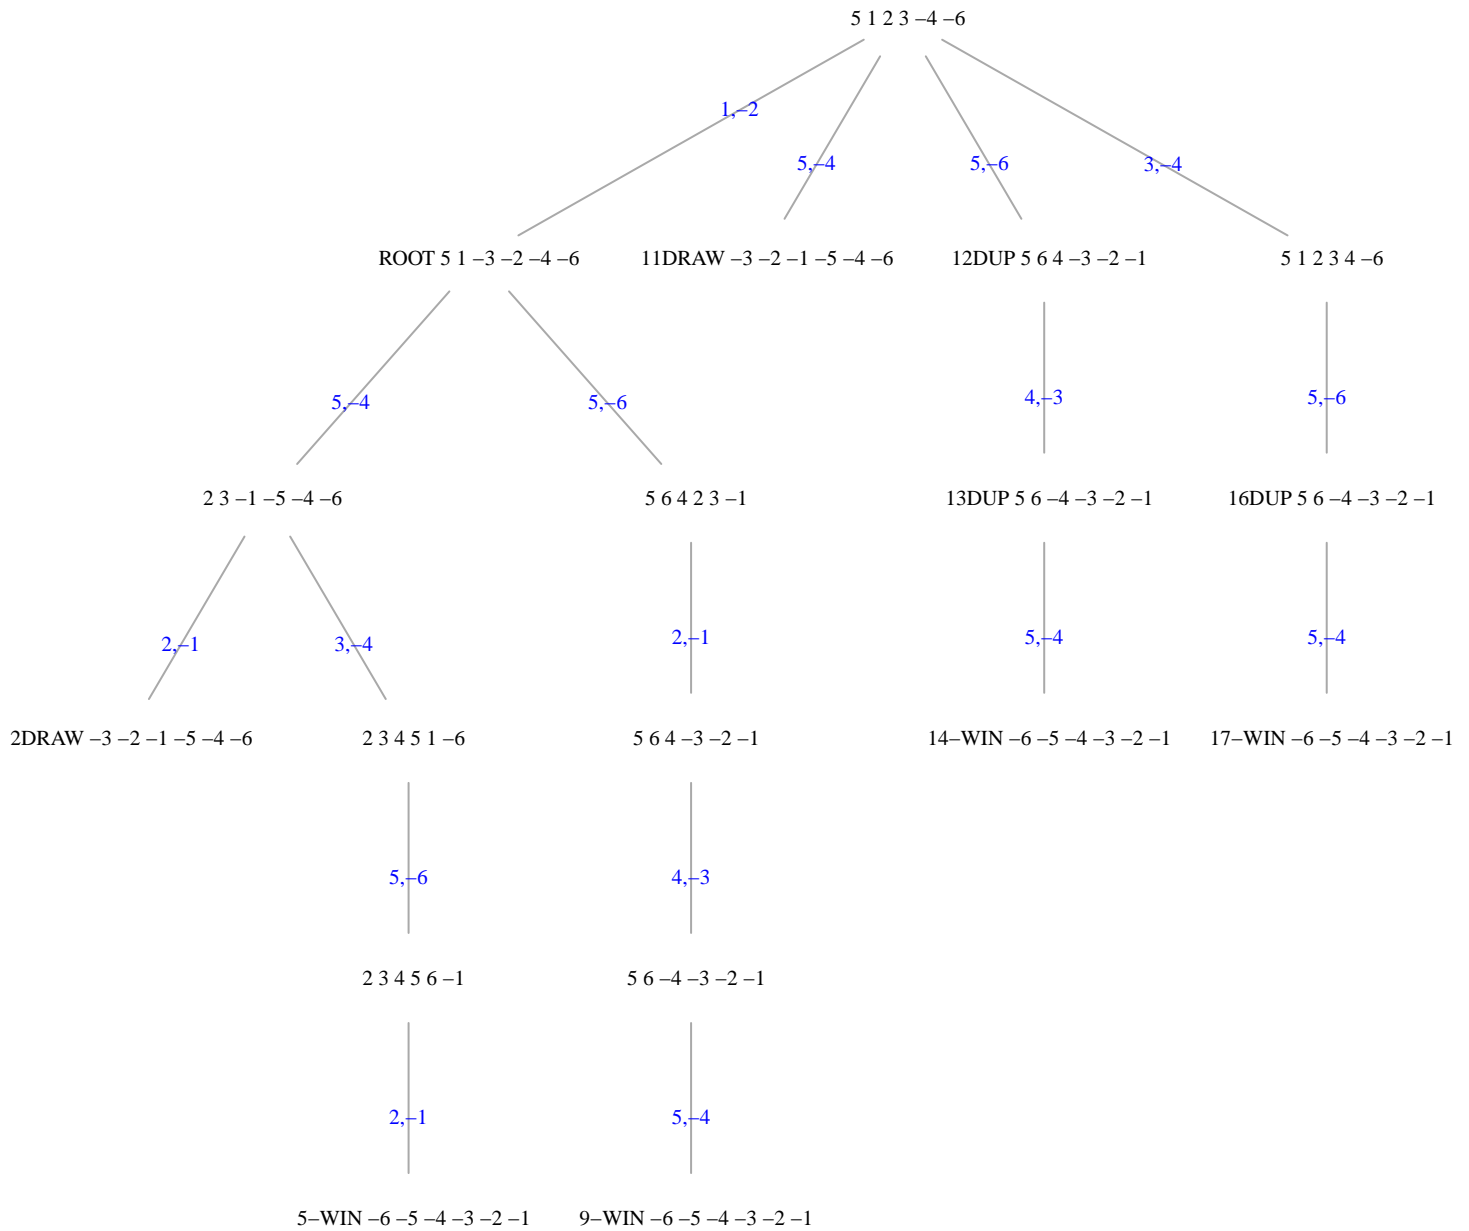 5 1 2 3 –4 –6
1,–2
5,–4
5,–6
3,–4
ROOT 5 1 –3 –2 –4 –6
11DRAW –3 –2 –1 –5 –4 –6
12DUP 5 6 4 –3 –2 –1
5 1 2 3 4 –6
5,–4
5,–6
4,–3
5,–6
2 3 –1 –5 –4 –6
5 6 4 2 3 –1
13DUP 5 6 –4 –3 –2 –1
16DUP 5 6 –4 –3 –2 –1
2,–1
3,–4
2,–1
5,–4
5,–4
2DRAW –3 –2 –1 –5 –4 –6
2 3 4 5 1 –6
5 6 4 –3 –2 –1
14–WIN –6 –5 –4 –3 –2 –1
17–WIN –6 –5 –4 –3 –2 –1
5,–6
4,–3
2 3 4 5 6 –1
5 6 –4 –3 –2 –1
2,–1
5,–4
5–WIN –6 –5 –4 –3 –2 –1
9–WIN –6 –5 –4 –3 –2 –1